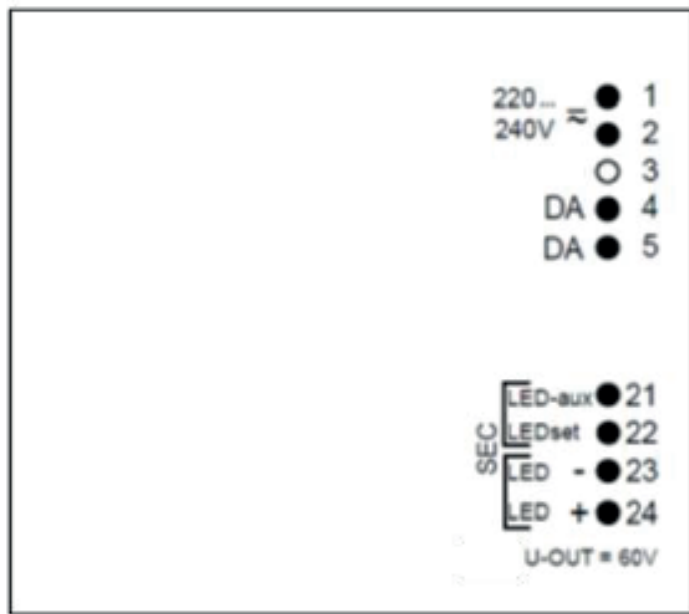 220... ≂ 1
240V 2
3
DA 4
DA 5
LED-aux 21
LEDset 22
SEC
LED - 23
LED + 24
U-OUT = 60V